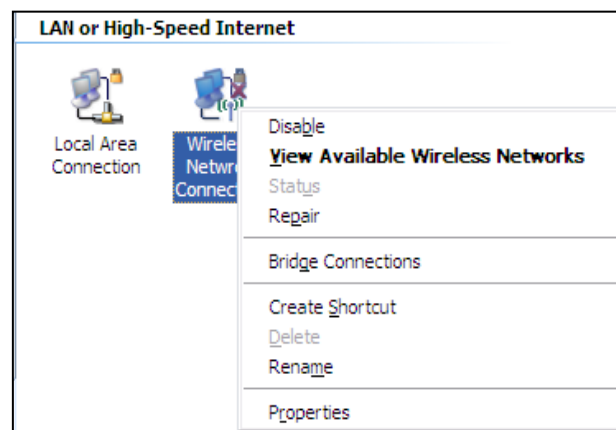 LAN or High-Speed Internet
Local Area
Connection
Wirele
Netwr
Connec
Disable
View Available Wireless Networks
Status
Repair
Bridge Connections
Create Shortcut
Delete
Rename
Properties